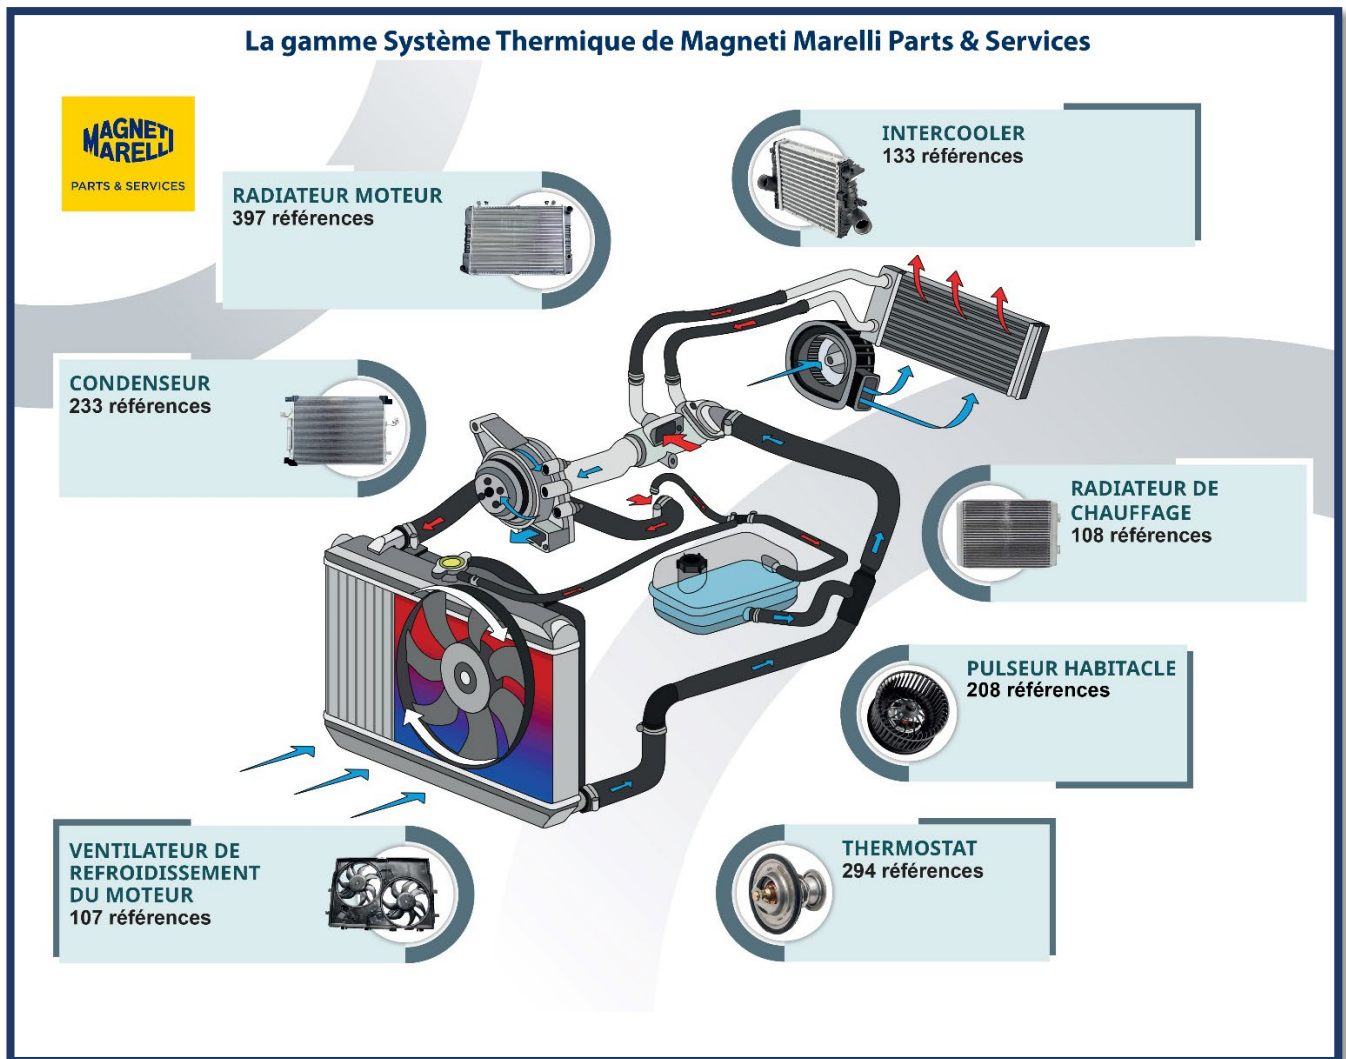 La gamme Système Thermique de Magneti Marelli Parts & Services
MAGNETI
MARELLI
PARTS & SERVICES
RADIATEUR MOTEUR
397 références
INTERCOOLER
133 références
CONDENSEUR
233 références
RADIATEUR DE
CHAUFFAGE
108 références
PULSEUR HABITACLE
208 références
VENTILATEUR DE
REFROIDISSEMENT
DU MOTEUR
107 références
THERMOSTAT
294 références